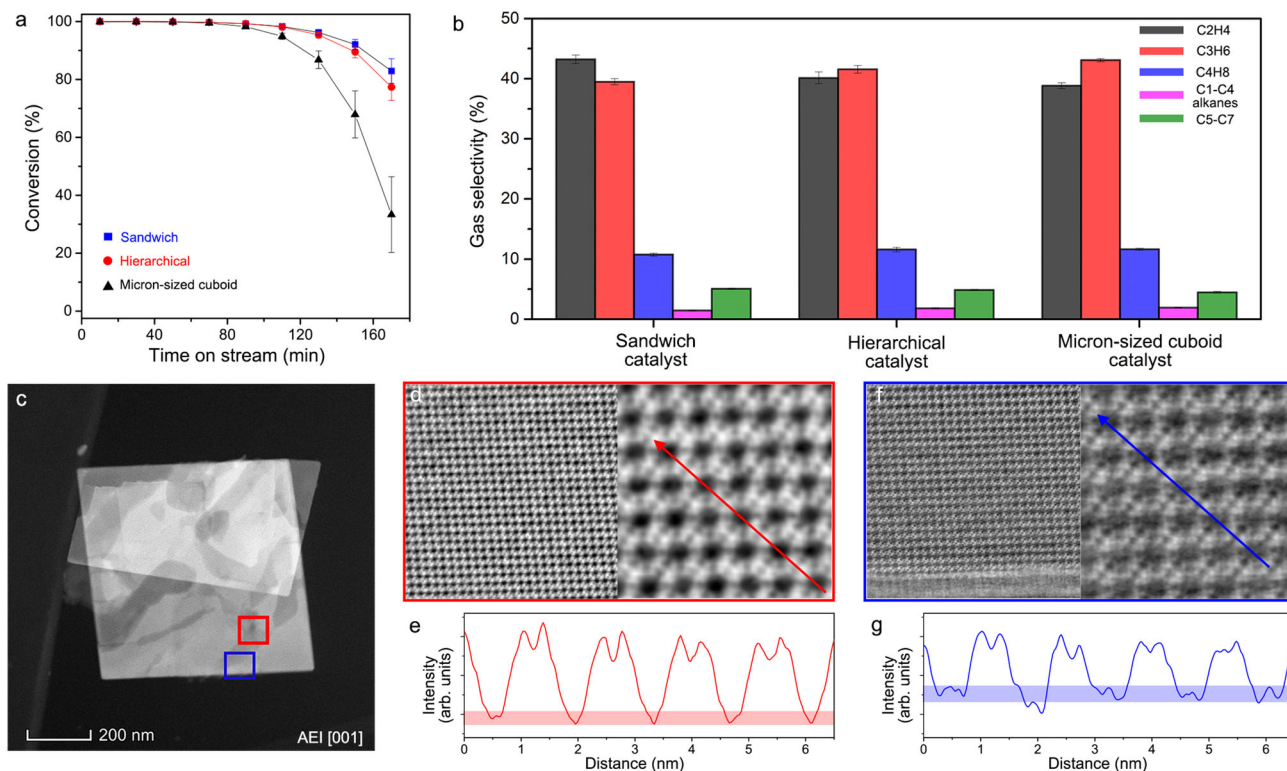 a
100
80
60
40
20
0
Conversion (%)
0 40 80 120 160
Time on stream (min)
Sandwich
Hierarchical
Micron-sized cuboid
b
50
40
30
20
10
0
Gas selectivity (%)
C2H4
C3H6
C4H8
C1-C4
alkanes
C5-C7
Sandwich
catalyst
Hierarchical
catalyst
Micron-sized cuboid
catalyst
c
200 nm
AEI [001]
d
f
e
Intensity
(arb. units)
0 1 2 3 4 5 6
Distance (nm)
g
Intensity
(arb. units)
0 1 2 3 4 5 6
Distance (nm)